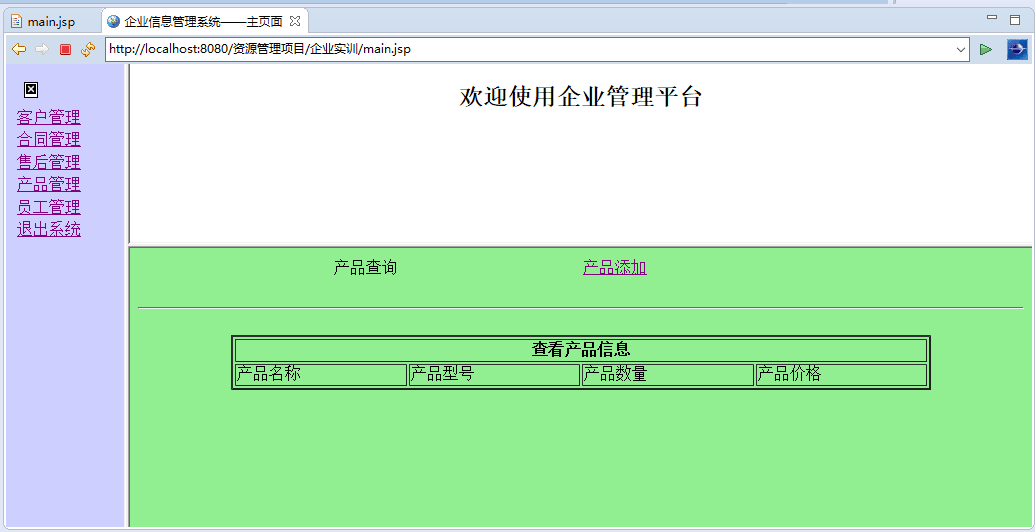 main.jsp
企业信息管理系统——主页面
http://localhost:8080/资源管理项目/企业实训/main.jsp
客户管理
合同管理
售后管理
产品管理
员工管理
退出系统
欢迎使用企业管理平台
产品查询 产品添加
查看产品信息
产品名称 产品型号 产品数量 产品价格